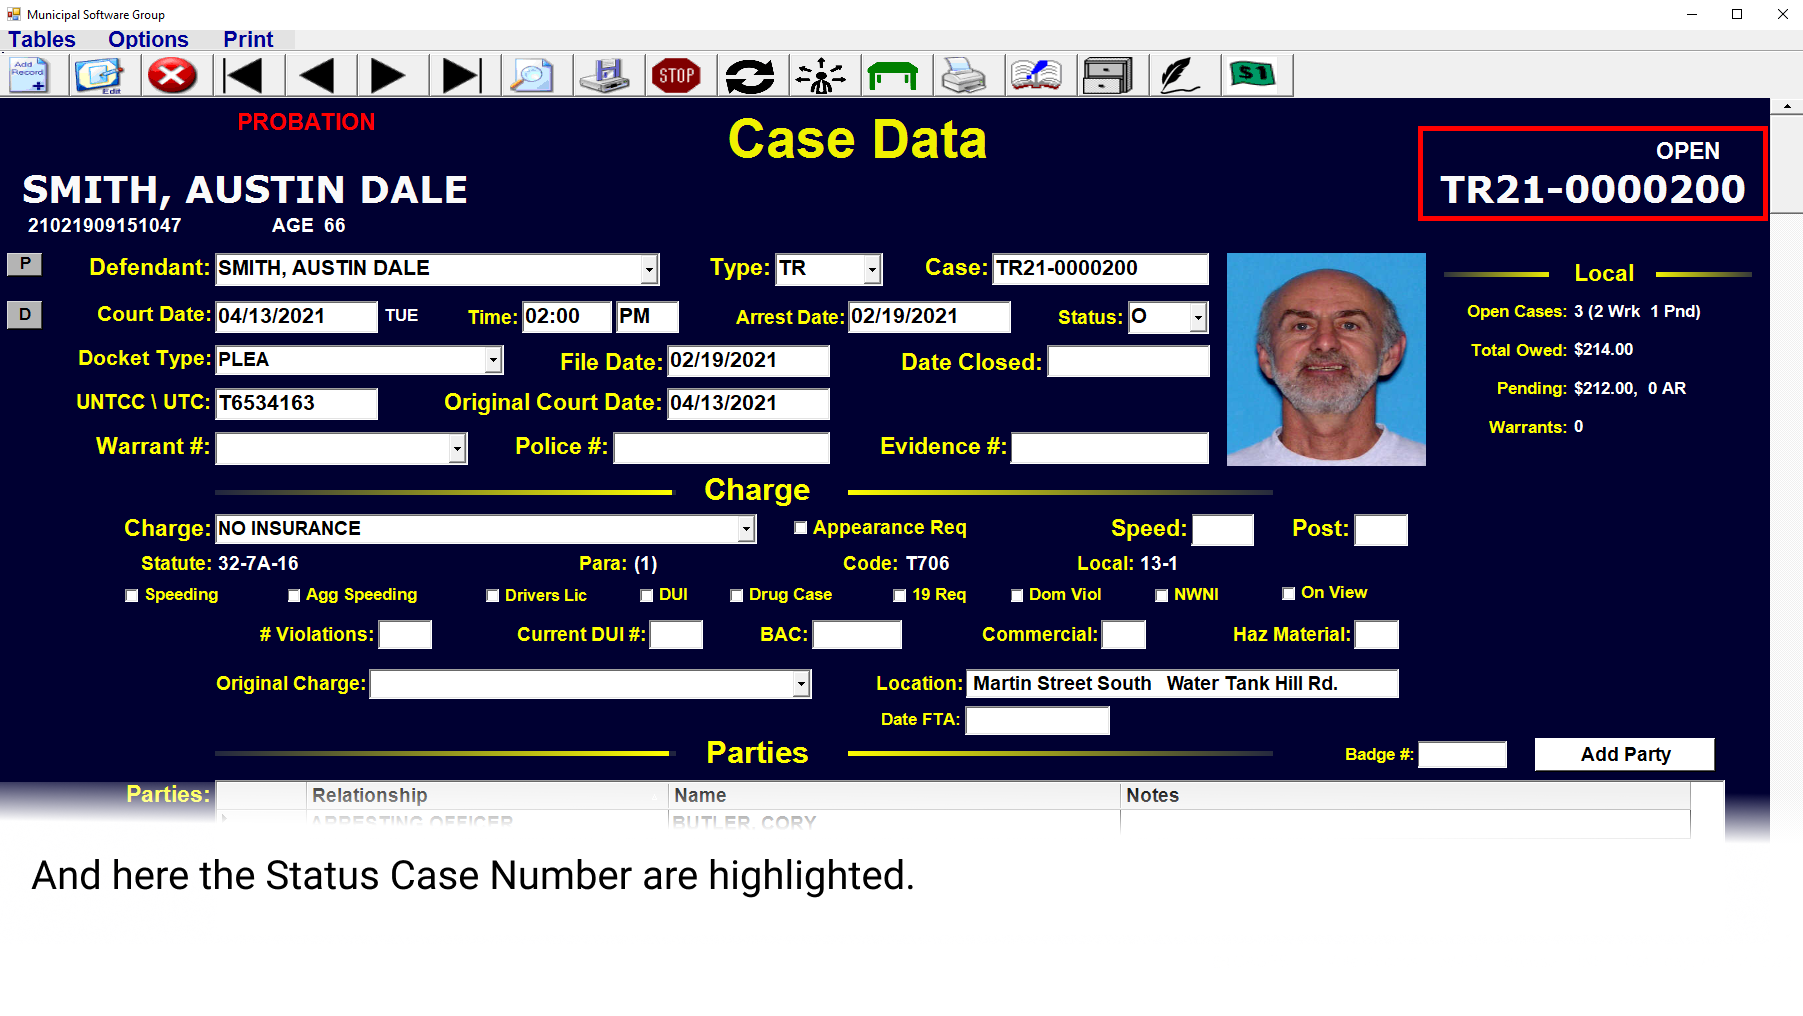 Municipal Software Group
Tables Options Print
Add Record
Edit
STOP
$1
PROBATION
Case Data
OPEN
SMITH, AUSTIN DALE
TR21-0000200
21021909151047 AGE 66
P Defendant: SMITH, AUSTIN DALE Type: TR Case: TR21-0000200
Local
D Court Date: 04/13/2021 TUE Time: 02:00 PM Arrest Date: 02/19/2021 Status: O
Open Cases: 3 (2 Wrk 1 Pnd)
Docket Type: PLEA File Date: 02/19/2021 Date Closed:
Total Owed: $214.00
UNTCC \ UTC: T6534163 Original Court Date: 04/13/2021
Pending: $212.00, 0 AR
Warrant #: Police #: Evidence #:
Warrants: 0
Charge
Charge: NO INSURANCE Appearance Req Speed: Post:
Statute: 32-7A-16 Para: (1) Code: T706 Local: 13-1
Speeding Agg Speeding Drivers Lic DUI Drug Case 19 Req Dom Viol NWNI On View
# Violations: Current DUI #: BAC: Commercial: Haz Material:
Original Charge: Location: Martin Street South Water Tank Hill Rd.
Date FTA:
Parties
Badge #: Add Party
Parties: Relationship Name Notes
ARRESTING OFFICER BUTLER, CORY
And here the Status Case Number are highlighted.